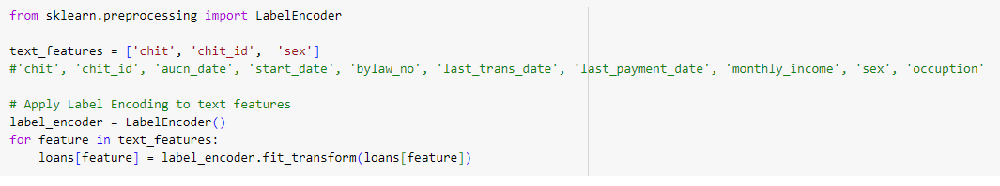 from sklearn.preprocessing import LabelEncoder
text_features = ['chit', 'chit_id',  'sex']
#'chit', 'chit_id', 'aucn_date', 'start_date', 'bylaw_no', 'last_trans_date', 'last_payment_date', 'monthly_income', 'sex', 'occuption'
# Apply Label Encoding to text features
label_encoder = LabelEncoder()
for feature in text_features:
    loans[feature] = label_encoder.fit_transform(loans[feature])